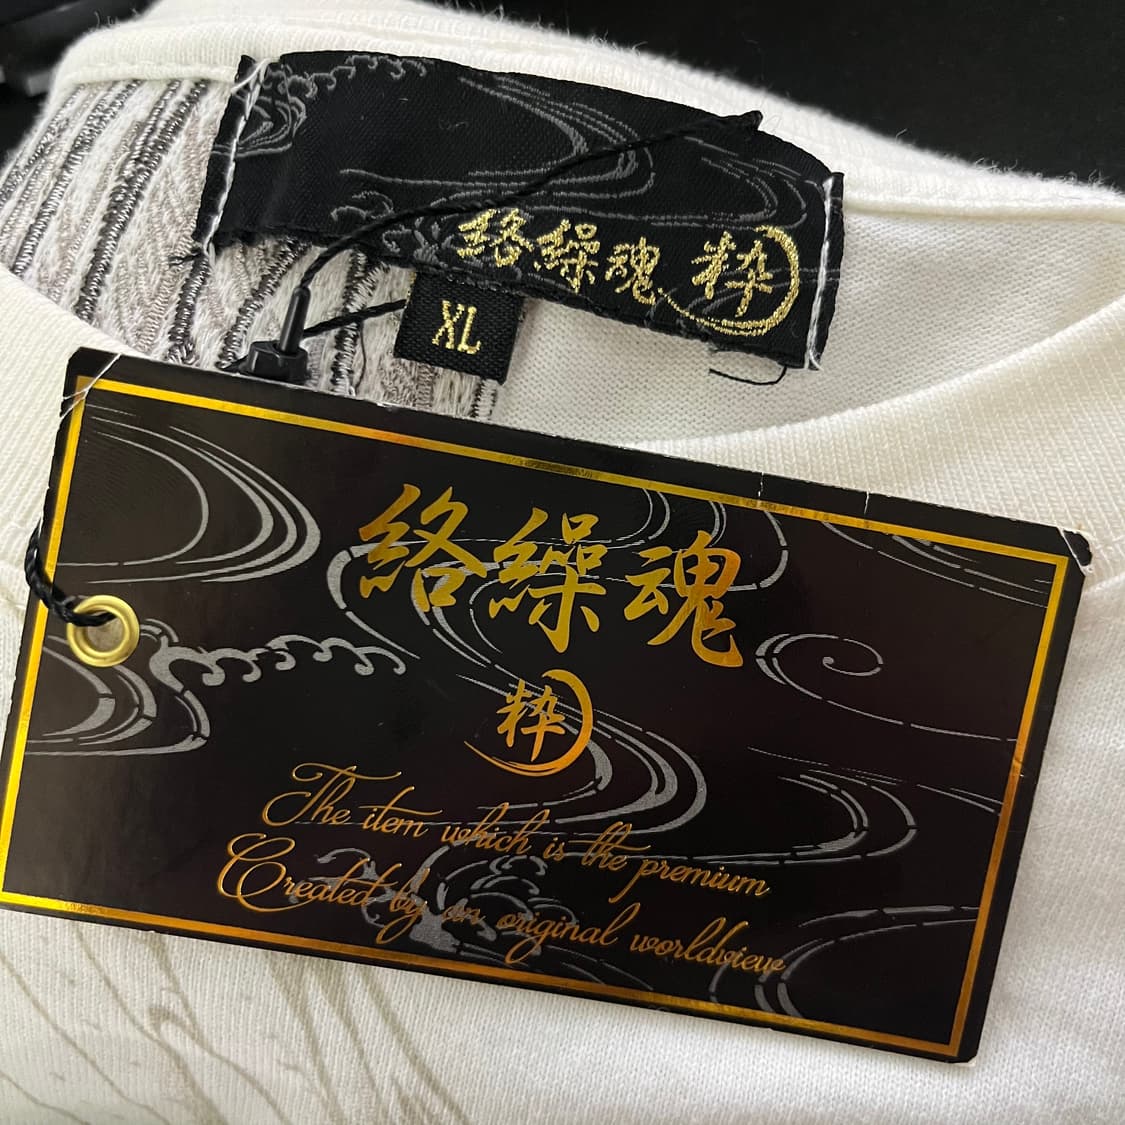 絡繰魂 粋
XL
絡繰魂
粋
The item which is the premium
Created by an original worldview